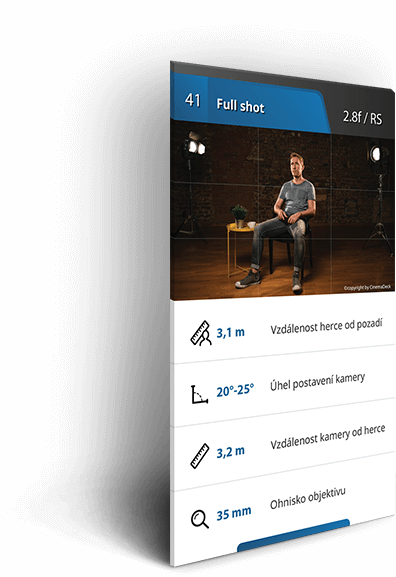 41 Full shot 2.8f / RS
©copyright by CinemaDeck
3,1 m Vzdálenost herce od pozadí
20°-25° Úhel postavení kamery
3,2 m Vzdálenost kamery od herce
35 mm Ohnisko objektivu